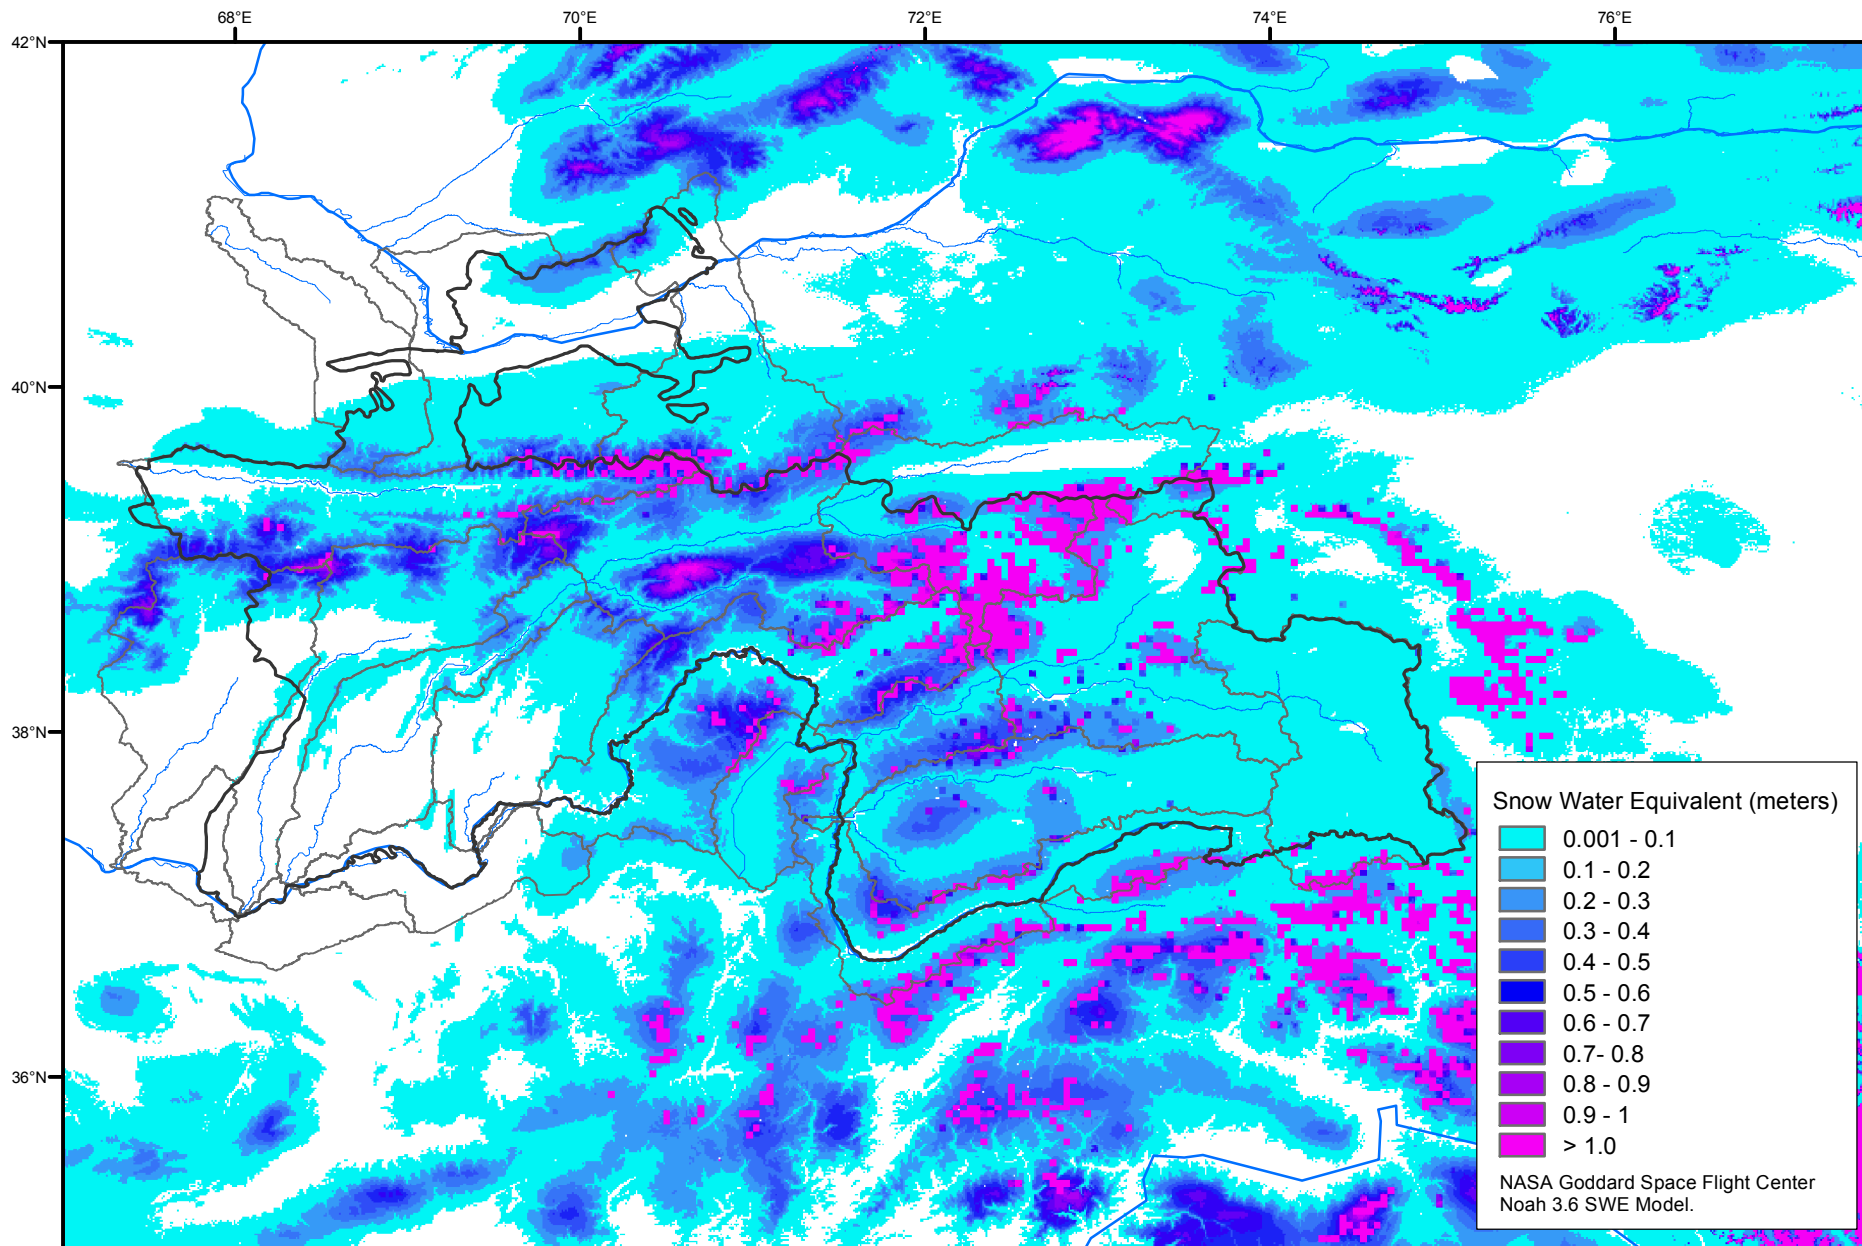 68°E 70°E 72°E 74°E 76°E
42°N
40°N
38°N
36°N
Snow Water Equivalent (meters)
0.001 - 0.1
0.1 - 0.2
0.2 - 0.3
0.3 - 0.4
0.4 - 0.5
0.5 - 0.6
0.6 - 0.7
0.7- 0.8
0.8 - 0.9
0.9 - 1
> 1.0
NASA Goddard Space Flight Center
Noah 3.6 SWE Model.